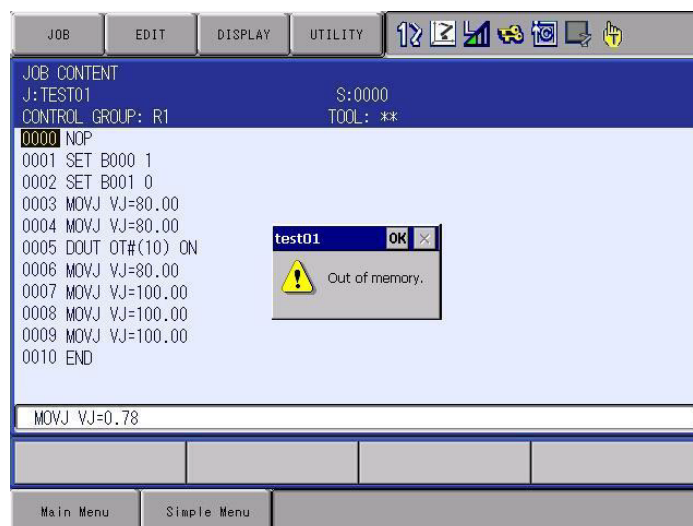 JOB EDIT DISPLAY UTILITY
JOB CONTENT
J:TEST01 S:0000
CONTROL GROUP: R1 TOOL: **
0000 NOP
0001 SET B000 1
0002 SET B001 0
0003 MOVJ VJ=80.00
0004 MOVJ VJ=80.00
0005 DOUT OT#(10) ON
0006 MOVJ VJ=80.00
0007 MOVJ VJ=100.00
0008 MOVJ VJ=100.00
0009 MOVJ VJ=100.00
0010 END
test01 OK
Out of memory.
MOVJ VJ=0.78
Main Menu Simple Menu